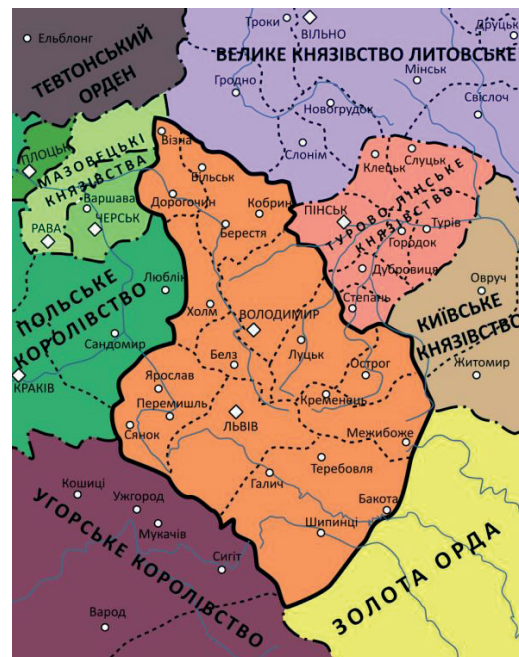 Ельблонг
ТЕВТОНСЬКИЙ
ОРДЕН
Троки
ВІЛЬНО
Друцьк
ВЕЛИКЕ КНЯЗІВСТВО ЛИТОВСЬКЕ
Гродно
Мінськ
Новогрудок
Свіслоч
Слонім
ПЛОЦЬК
МАЗОВЕЦЬКІ
КНЯЗІВСТВА
Варшава
ЧЕРСЬК
РАВА
Візна
Більськ
Дорогочин
Кобрин
Берестя
Клецьк
Слуцьк
ПІНСЬК
ТУРОВО-ПІНСЬКЕ
КНЯЗІВСТВО
Турів
Городок
Дубровиця
Степань
Овруч
КИЇВСЬКЕ
КНЯЗІВСТВО
Житомир
ПОЛЬСЬКЕ
КОРОЛІВСТВО
Люблін
Сандомир
КРАКІВ
Холм
ВОЛОДИМИР
Белз
Луцьк
Острог
Ярослав
Перемишль
Кременець
Сянок
ЛЬВІВ
Межибоже
Теребовля
Галич
Бакота
Шипинці
Кошиці
Ужгород
Мукачів
Сигіт
Варод
УГОРСЬКЕ КОРОЛІВСТВО
ЗОЛОТА ОРДА